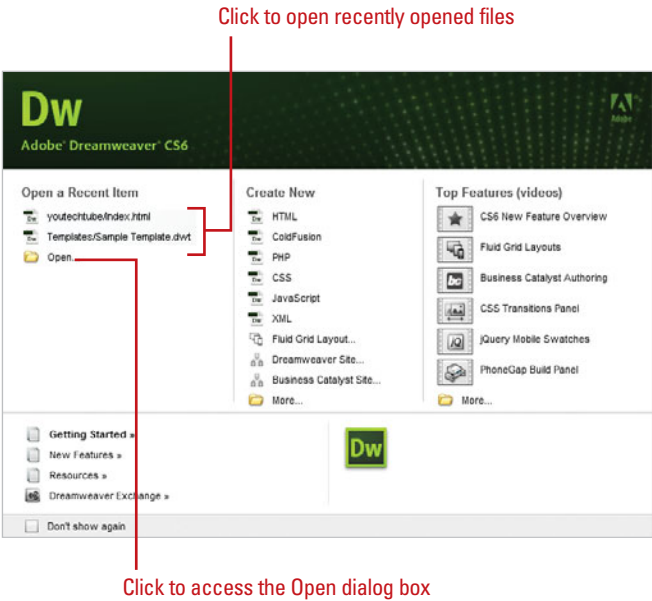 Click to open recently opened files
Dw
Adobe® Dreamweaver® CS6
Adobe
Open a Recent Item
youtechtube/index.html
Templates/Sample Template.dwt
Open...
Create New
HTML
ColdFusion
PHP
CSS
JavaScript
XML
Fluid Grid Layout...
Dreamweaver Site...
Business Catalyst Site...
More...
Top Features (videos)
CS6 New Feature Overview
Fluid Grid Layouts
Business Catalyst Authoring
CSS Transitions Panel
jQuery Mobile Swatches
PhoneGap Build Panel
More...
Getting Started »
New Features »
Resources »
Dreamweaver Exchange »
Dw
Don't show again
Click to access the Open dialog box